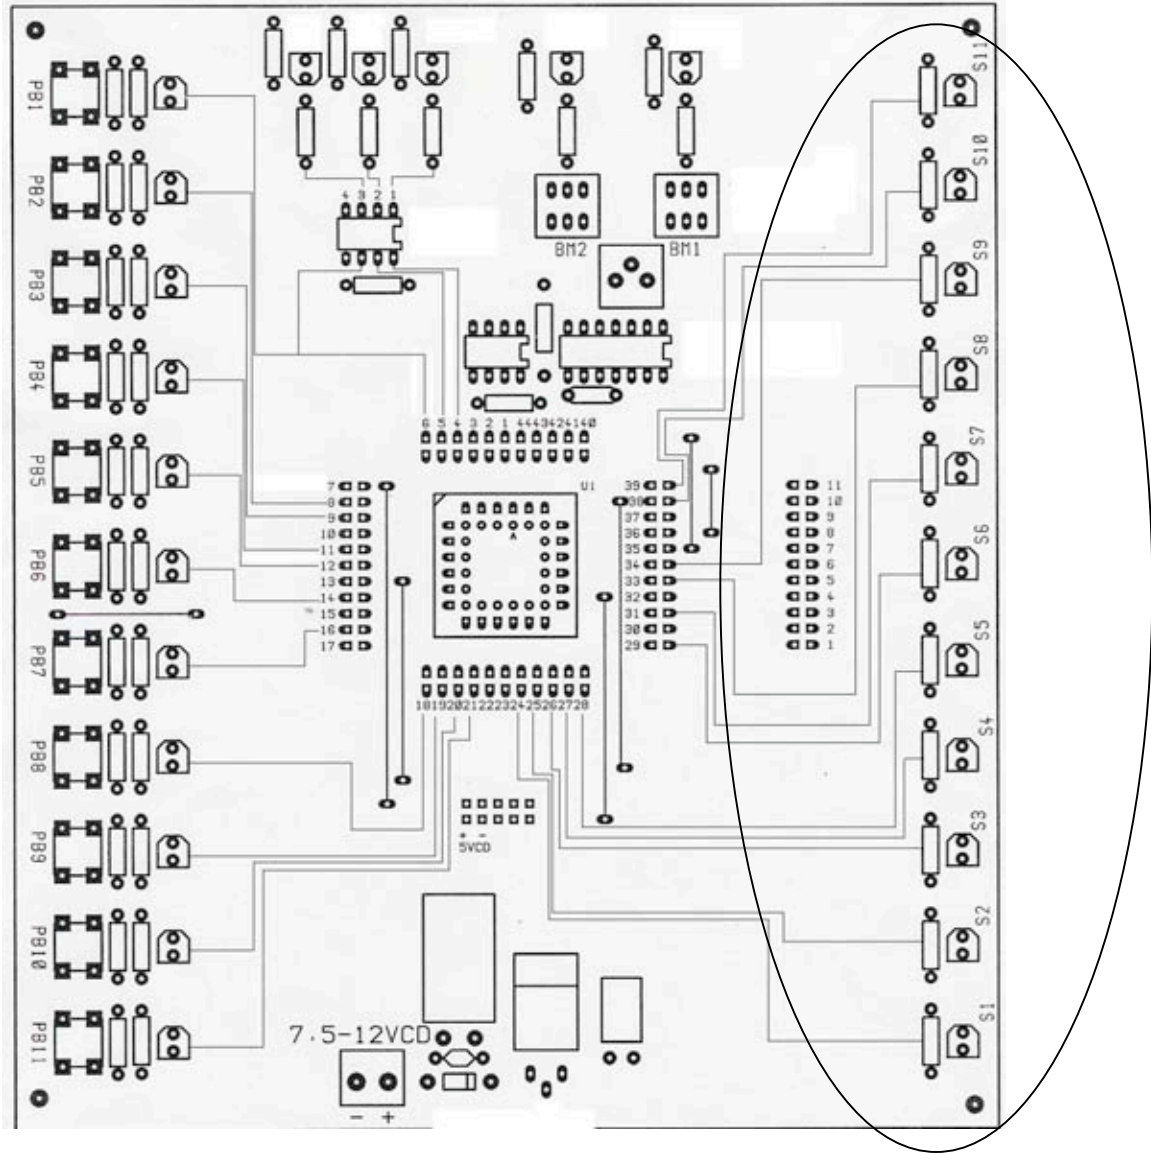 PB1
PB2
PB3
PB4
PB5
PB6
PB7
PB8
PB9
PB10
PB11
4 3 2 1
BM2
BM1
6 5 4 3 2 1 44 43 42 41 40
U1
A
7
8
9
10
11
12
13
14
15
16
17
39
38
37
36
35
34
33
32
31
30
29
11
10
9
8
7
6
5
4
3
2
1
18 19 20 21 22 23 24 25 26 27 28
+ -
5VCD
7.5-12VCD
- +
S11
S10
S9
S8
S7
S6
S5
S4
S3
S2
S1